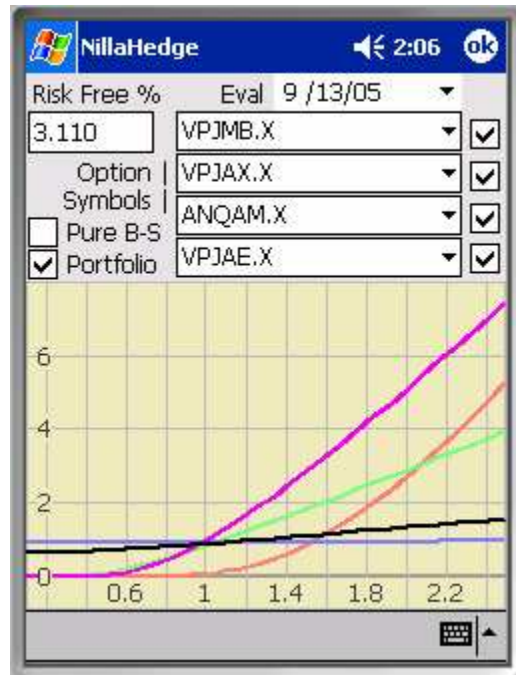 NillaHedge 2:06 ok
Risk Free % Eval 9 /13/05
3.110 VPJMB.X
Option | VPJAX.X
Symbols |
ANQAM.X
Pure B-S
Portfolio VPJAE.X
6
4
2
0
0.6 1 1.4 1.8 2.2